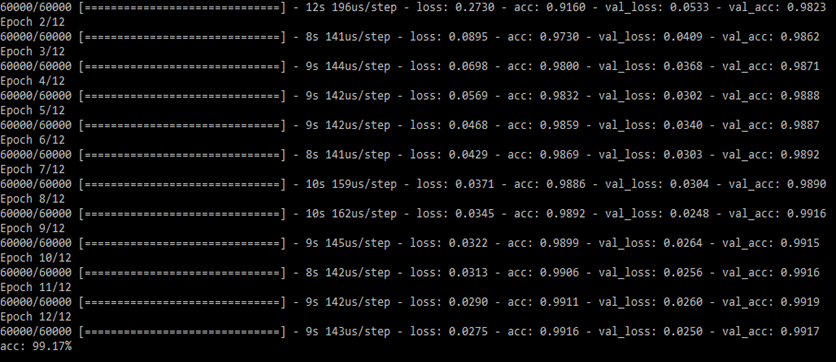 60000/60000 [==============================] - 12s 196us/step - loss: 0.2730 - acc: 0.9160 - val_loss: 0.0533 - val_acc: 0.9823
Epoch 2/12
60000/60000 [==============================] - 8s 141us/step - loss: 0.0895 - acc: 0.9730 - val_loss: 0.0409 - val_acc: 0.9862
Epoch 3/12
60000/60000 [==============================] - 9s 144us/step - loss: 0.0698 - acc: 0.9800 - val_loss: 0.0368 - val_acc: 0.9871
Epoch 4/12
60000/60000 [==============================] - 9s 142us/step - loss: 0.0569 - acc: 0.9832 - val_loss: 0.0302 - val_acc: 0.9888
Epoch 5/12
60000/60000 [==============================] - 9s 142us/step - loss: 0.0468 - acc: 0.9859 - val_loss: 0.0340 - val_acc: 0.9887
Epoch 6/12
60000/60000 [==============================] - 8s 141us/step - loss: 0.0429 - acc: 0.9869 - val_loss: 0.0303 - val_acc: 0.9892
Epoch 7/12
60000/60000 [==============================] - 10s 159us/step - loss: 0.0371 - acc: 0.9886 - val_loss: 0.0304 - val_acc: 0.9890
Epoch 8/12
60000/60000 [==============================] - 10s 162us/step - loss: 0.0345 - acc: 0.9892 - val_loss: 0.0248 - val_acc: 0.9916
Epoch 9/12
60000/60000 [==============================] - 9s 145us/step - loss: 0.0322 - acc: 0.9899 - val_loss: 0.0264 - val_acc: 0.9915
Epoch 10/12
60000/60000 [==============================] - 8s 142us/step - loss: 0.0313 - acc: 0.9906 - val_loss: 0.0256 - val_acc: 0.9916
Epoch 11/12
60000/60000 [==============================] - 9s 142us/step - loss: 0.0290 - acc: 0.9911 - val_loss: 0.0260 - val_acc: 0.9919
Epoch 12/12
60000/60000 [==============================] - 9s 143us/step - loss: 0.0275 - acc: 0.9916 - val_loss: 0.0250 - val_acc: 0.9917
acc: 99.17%